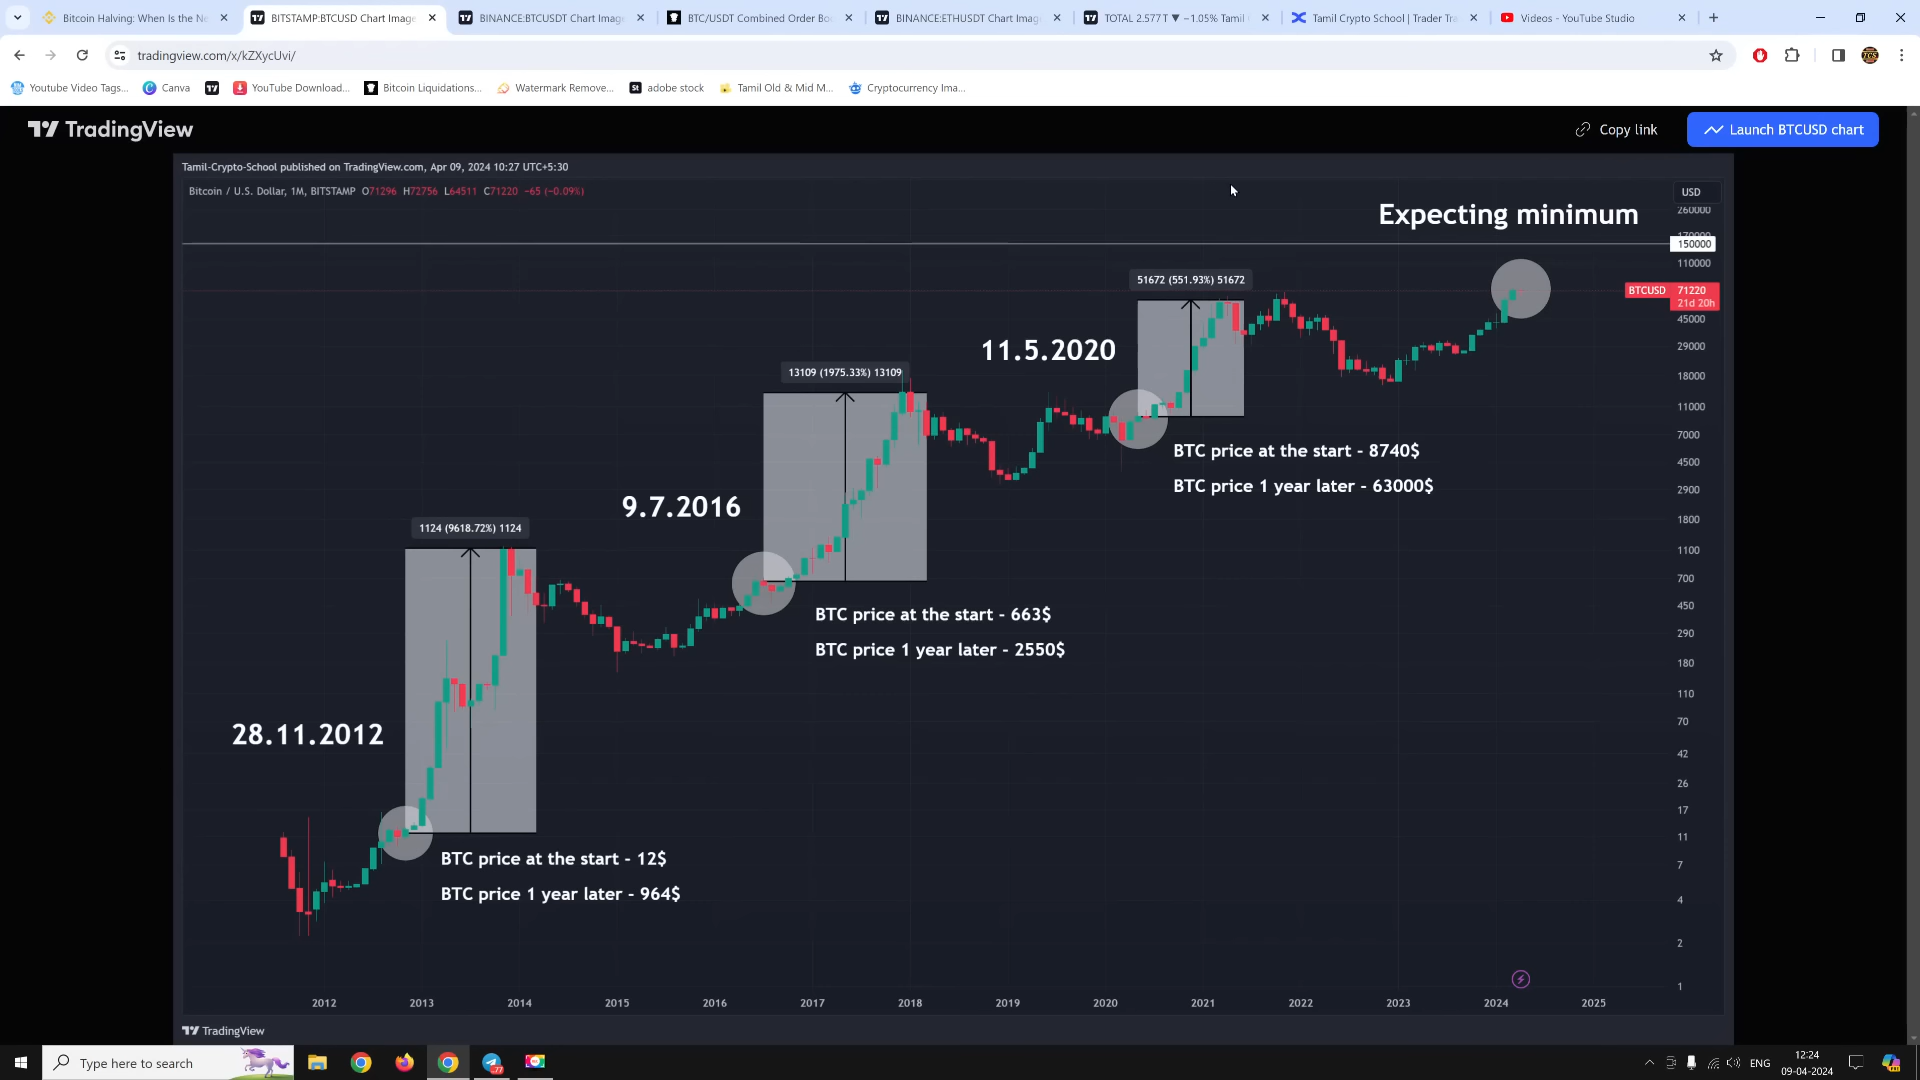 Bitcoin Halving: When Is the Ne
BITSTAMP:BTCUSD Chart Image
BINANCE:BTCUSDT Chart Image
BTC/USDT Combined Order Boo
BINANCE:ETHUSDT Chart Imag
TOTAL 2.577 T ▼ −1.05% Tamil
Tamil Crypto School | Trader Tra
Videos - YouTube Studio
tradingview.com/x/kZXycUvi/
Youtube Video Tags...
Canva
YouTube Download...
Bitcoin Liquidations...
Watermark Remove...
St adobe stock
Tamil Old & Mid M...
Cryptocurrency Ima...
TradingView
Copy link
Launch BTCUSD chart
Tamil-Crypto-School published on TradingView.com, Apr 09, 2024 10:27 UTC+5:30
Bitcoin / U.S. Dollar, 1M, BITSTAMP O71296 H72756 L64511 C71220 −65 (−0.09%)
USD
Expecting minimum
260000
170000
150000
110000
BTCUSD 71220
21d 20h
45000
29000
18000
11000
7000
4500
2900
1800
1100
700
450
290
180
110
70
42
26
17
11
7
4
2
1
51672 (551.93%) 51672
11.5.2020
BTC price at the start - 8740$
BTC price 1 year later - 63000$
13109 (1975.33%) 13109
9.7.2016
BTC price at the start - 663$
BTC price 1 year later - 2550$
1124 (9618.72%) 1124
28.11.2012
BTC price at the start - 12$
BTC price 1 year later - 964$
2012 2013 2014 2015 2016 2017 2018 2019 2020 2021 2022 2023 2024 2025
TradingView
Type here to search
77
ENG
12:24
09-04-2024